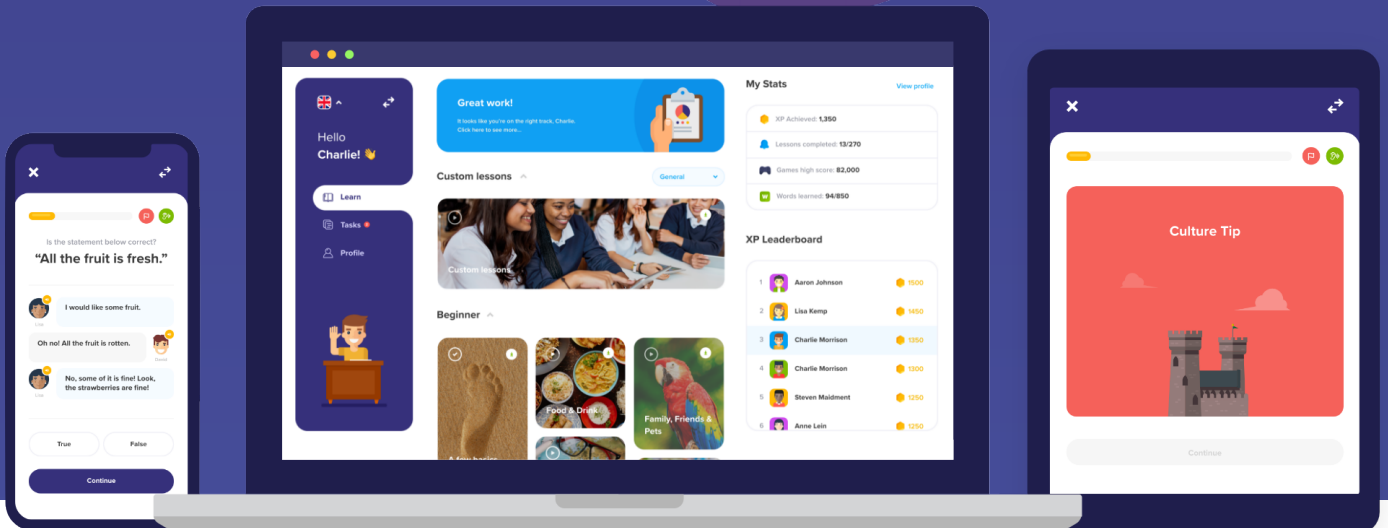 Is the statement below correct?
“All the fruit is fresh.”
I would like some fruit.
Lisa
Oh no! All the fruit is rotten.
David
No, some of it is fine! Look,
the strawberries are fine!
True
False
Continue
Hello
Charlie! 👋
Learn
Tasks
Profile
Great work!
It looks like you're on the right back, Charlie.
Click here to see more...
Custom lessons
General
Custom lessons
Beginner
A few basics
Food & Drink
Family, Friends &
Pets
My Stats
View profile
XP Achieved: 1,350
Lessons completed: 13/270
Games high score: 82,000
W
Words learned: 94/850
XP Leaderboard
1 Aaron Johnson 1500
2 Lisa Kemp 1450
3 Charlie Morrison 1350
4 Charlie Morrison 1300
5 Steven Maidment 1250
6 Anne Lein 1250
Culture Tip
Continue